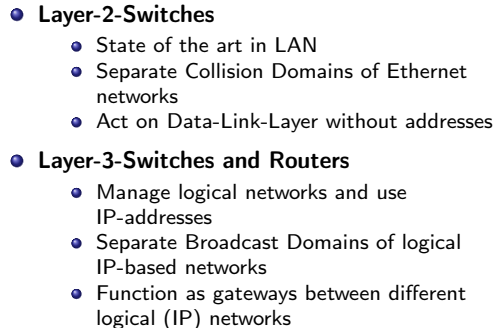 Layer-2-Switches
State of the art in LAN
Separate Collision Domains of Ethernet
networks
Act on Data-Link-Layer without addresses
Layer-3-Switches and Routers
Manage logical networks and use
IP-addresses
Separate Broadcast Domains of logical
IP-based networks
Function as gateways between different
logical (IP) networks